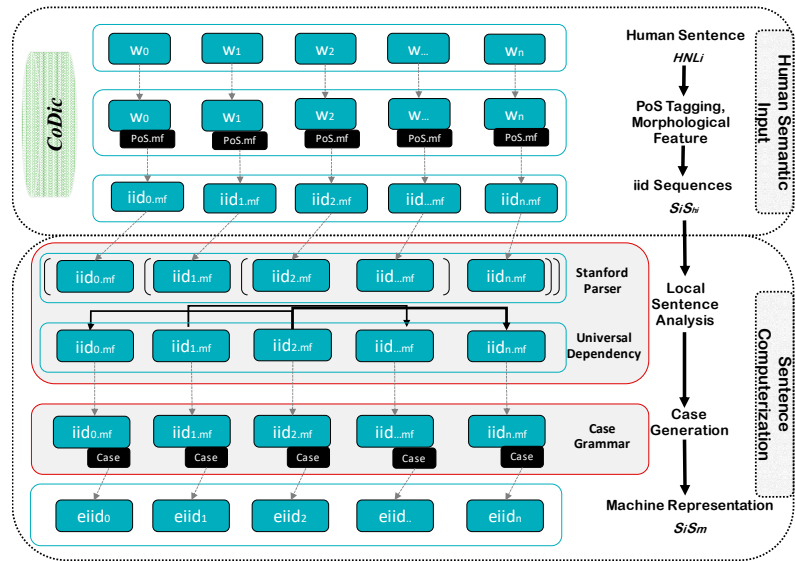 w0 w1 w2 w... wn
Human Sentence
HNLi
CoDic
w0 w1 w2 w... wn
PoS.mf PoS.mf PoS.mf PoS.mf PoS.mf
PoS Tagging,
Morphological
Feature
Human Semantic
Input
iid0.mf iid1.mf iid2.mf iid...mf iidn.mf
iid Sequences
SiShi
( iid0.mf ( iid1.mf ( iid2.mf iid...mf ) iidn.mf )))
Stanford
Parser
Local
Sentence
Analysis
iid0.mf iid1.mf iid2.mf iid...mf iidn.mf
Universal
Dependency
Sentence
Computerization
iid0.mf iid1.mf iid2.mf iid...mf iidn.mf
Case Case Case Case Case
Case
Grammar
Case
Generation
eiid0 eiid1 eiid2 eiid.. eiidn
Machine Representation
SiSm